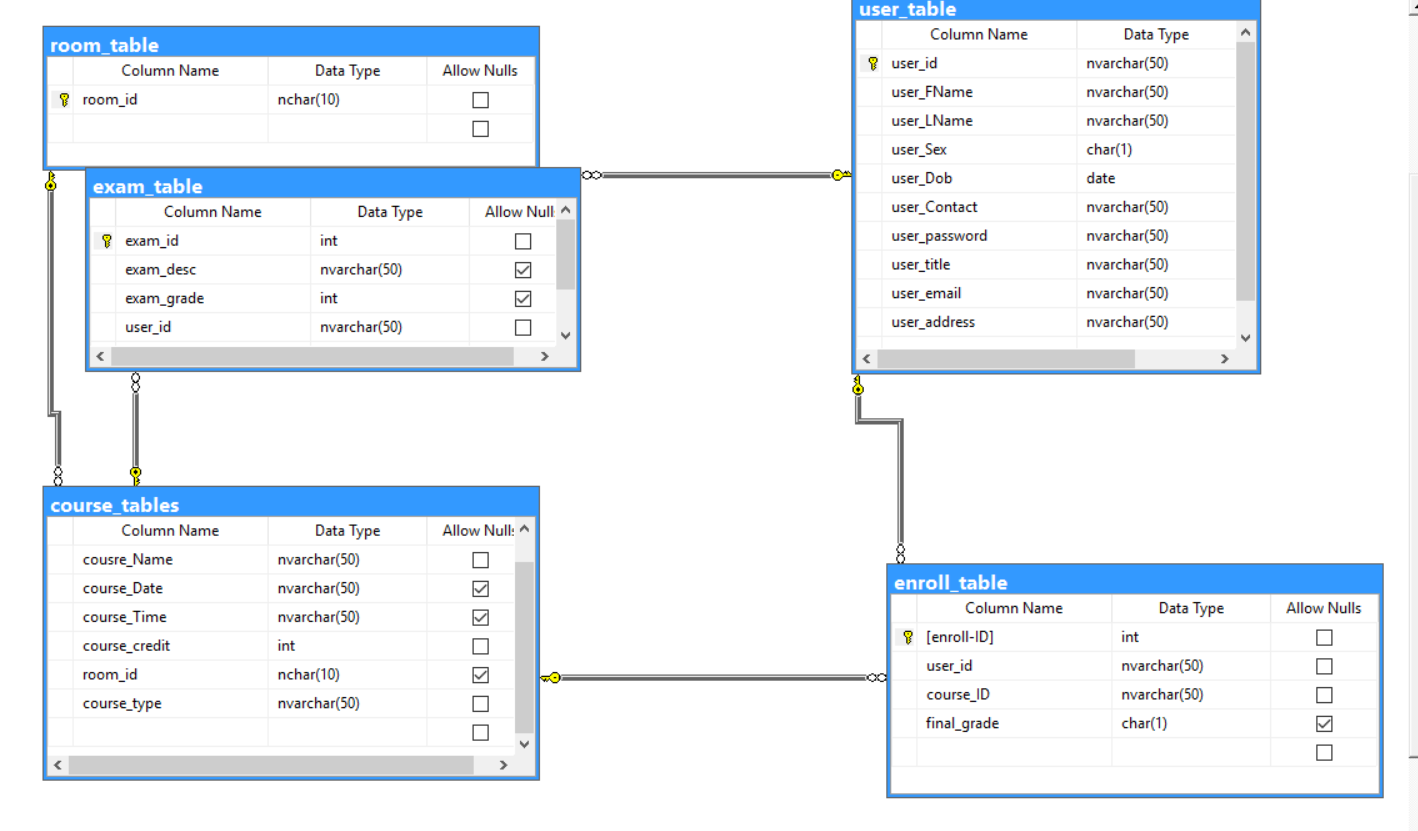 room_table
Column Name Data Type Allow Nulls
room_id nchar(10)
exam_table
Column Name Data Type Allow Null
exam_id int
exam_desc nvarchar(50)
exam_grade int
user_id nvarchar(50)
user_table
Column Name Data Type
user_id nvarchar(50)
user_FName nvarchar(50)
user_LName nvarchar(50)
user_Sex char(1)
user_Dob date
user_Contact nvarchar(50)
user_password nvarchar(50)
user_title nvarchar(50)
user_email nvarchar(50)
user_address nvarchar(50)
course_tables
Column Name Data Type Allow Null
cousre_Name nvarchar(50)
course_Date nvarchar(50)
course_Time nvarchar(50)
course_credit int
room_id nchar(10)
course_type nvarchar(50)
enroll_table
Column Name Data Type Allow Nulls
[enroll-ID] int
user_id nvarchar(50)
course_ID nvarchar(50)
final_grade char(1)